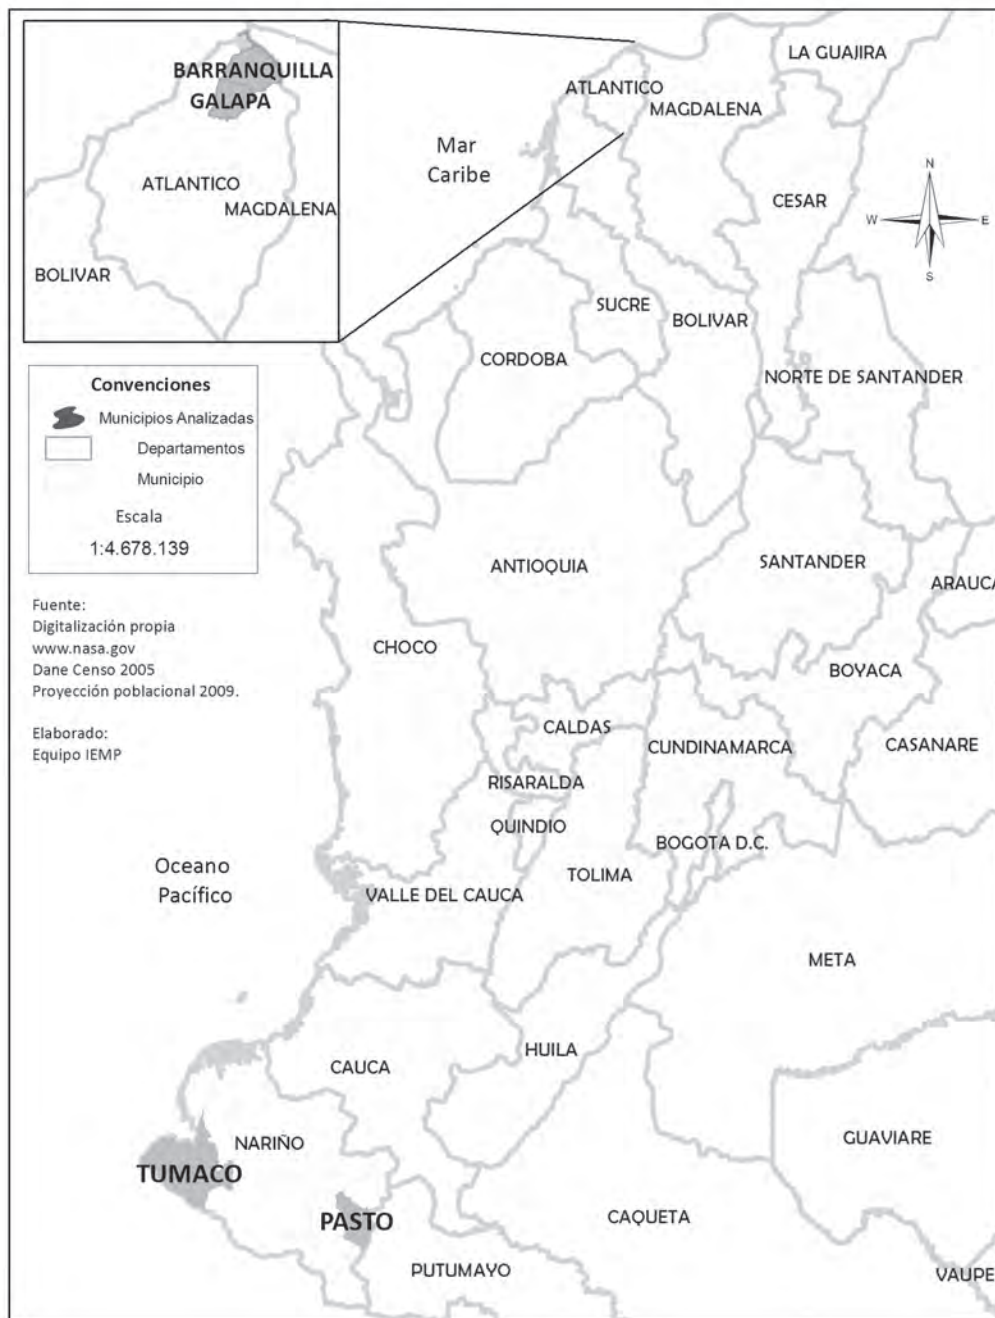 BARRANQUILLA
GALAPA
ATLANTICO
MAGDALENA
BOLIVAR
LA GUAJIRA
ATLANTICO
MAGDALENA
Mar
Caribe
CESAR
N
W
E
S
SUCRE
BOLIVAR
CORDOBA
NORTE DE SANTANDER
Convenciones
Municipios Analizadas
Departamentos
Municipio
Escala
1:4.678.139
ANTIOQUIA
SANTANDER
ARAUCA
Fuente:
Digitalización propia
www.nasa.gov
Dane Censo 2005
Proyección poblacional 2009.
Elaborado:
Equipo IEMP
CHOCO
BOYACA
CALDAS
CUNDINAMARCA
CASANARE
RISARALDA
QUINDIO
BOGOTA D.C.
Oceano
Pacífico
TOLIMA
VALLE DEL CAUCA
META
HUILA
CAUCA
GUAVIARE
NARIÑO
TUMACO
PASTO
CAQUETA
PUTUMAYO
VAUPE